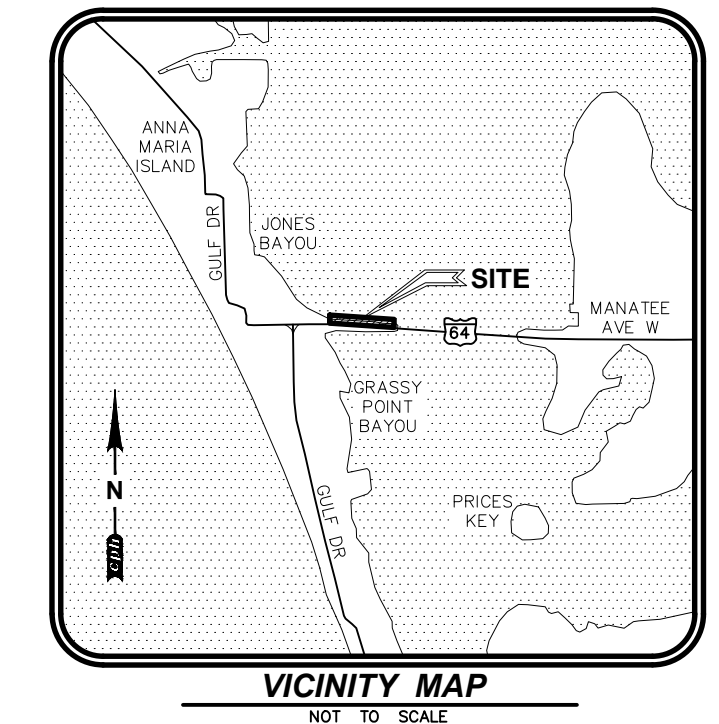 ANNA
MARIA
ISLAND
GULF DR
JONES
BAYOU
SITE
MANATEE
AVE W
64
GRASSY
POINT
BAYOU
GULF DR
PRICES
KEY
N
cph
VICINITY MAP
NOT TO SCALE